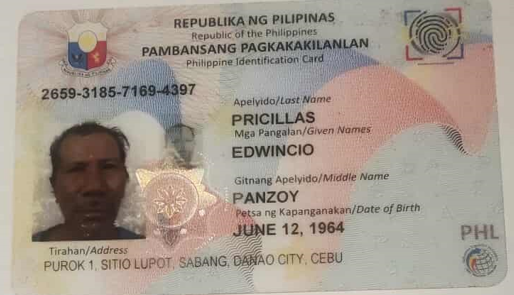 REPUBLIKA NG PILIPINAS
Republic of the Philippines
PAMBANSANG PAGKAKAKILANLAN
Philippine Identification Card
2659-3185-7169-4397
Apelyido/Last Name
PRICILLAS
Mga Pangalan/Given Names
EDWINCIO
Gitnang Apelyido/Middle Name
PANZOY
Petsa ng Kapanganakan/Date of Birth
JUNE 12, 1964
PHL
Tirahan/Address
PUROK 1, SITIO LUPOT, SABANG, DANAO CITY, CEBU